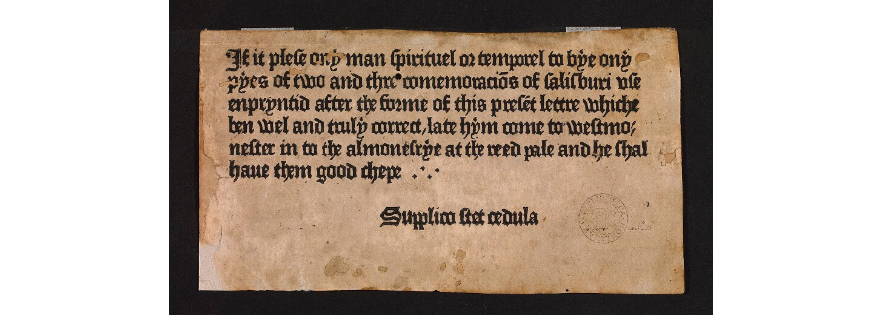 If it plese ony man spirituel or temporel to bye ony
pyes of two and thre comemoraciōs of salisburi vse
enpryntid after the forme of this presēt lettre whiche
ben wel and truly correct, late hym come to westmo-
nester in to the almonesrye at the reed pale and he shal
haue them good chepe .·.·
Supplico stet cedula